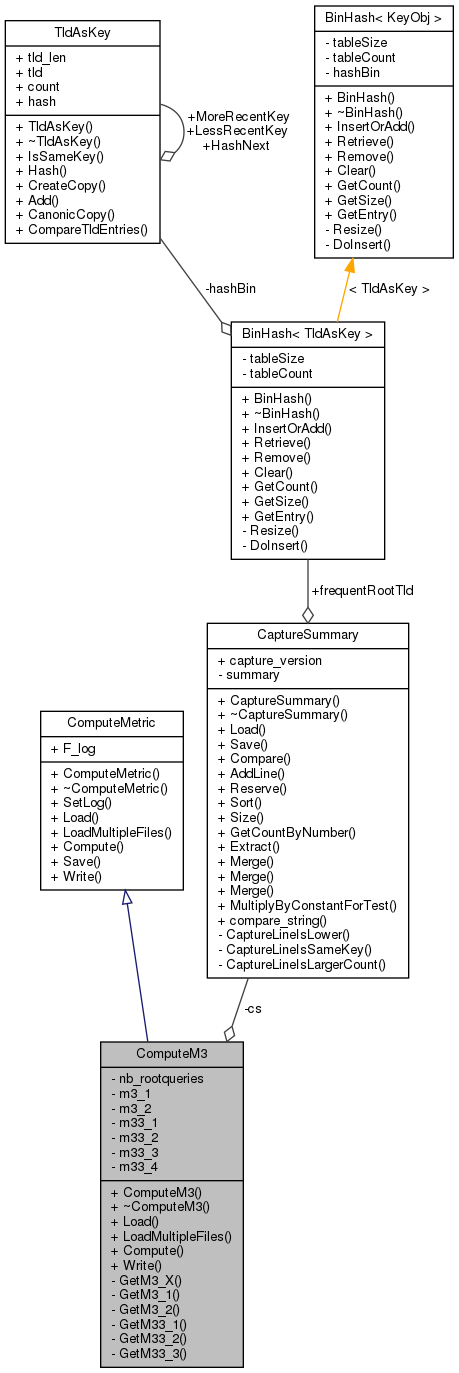 TldAsKey
+ tld_len
+ tld
+ count
+ hash
+ TldAsKey()
+ ~TldAsKey()
+ IsSameKey()
+ Hash()
+ CreateCopy()
+ Add()
+ CanonicCopy()
+ CompareTldEntries()
+MoreRecentKey
+LessRecentKey
+HashNext
BinHash< KeyObj >
- tableSize
- tableCount
- hashBin
+ BinHash()
+ ~BinHash()
+ InsertOrAdd()
+ Retrieve()
+ Remove()
+ Clear()
+ GetCount()
+ GetSize()
+ GetEntry()
- Resize()
- DoInsert()
-hashBin
< TldAsKey >
BinHash< TldAsKey >
- tableSize
- tableCount
+ BinHash()
+ ~BinHash()
+ InsertOrAdd()
+ Retrieve()
+ Remove()
+ Clear()
+ GetCount()
+ GetSize()
+ GetEntry()
- Resize()
- DoInsert()
+frequentRootTld
CaptureSummary
+ capture_version
- summary
+ CaptureSummary()
+ ~CaptureSummary()
+ Load()
+ Save()
+ Compare()
+ AddLine()
+ Reserve()
+ Sort()
+ Size()
+ GetCountByNumber()
+ Extract()
+ Merge()
+ Merge()
+ Merge()
+ MultiplyByConstantForTest()
+ compare_string()
- CaptureLineIsLower()
- CaptureLineIsSameKey()
- CaptureLineIsLargerCount()
ComputeMetric
+ F_log
+ ComputeMetric()
+ ~ComputeMetric()
+ SetLog()
+ Load()
+ LoadMultipleFiles()
+ Compute()
+ Save()
+ Write()
-cs
ComputeM3
- nb_rootqueries
- m3_1
- m3_2
- m33_1
- m33_2
- m33_3
- m33_4
+ ComputeM3()
+ ~ComputeM3()
+ Load()
+ LoadMultipleFiles()
+ Compute()
+ Write()
- GetM3_X()
- GetM3_1()
- GetM3_2()
- GetM33_1()
- GetM33_2()
- GetM33_3()